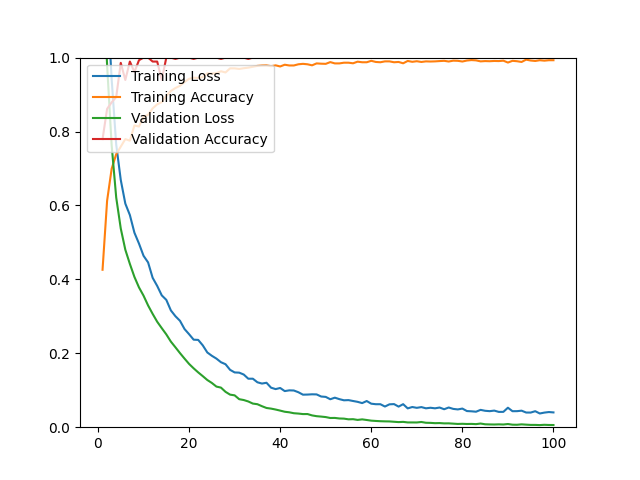 1.0
0.8
0.6
0.4
0.2
0.0
Training Loss
Training Accuracy
Validation Loss
Validation Accuracy
0 20 40 60 80 100